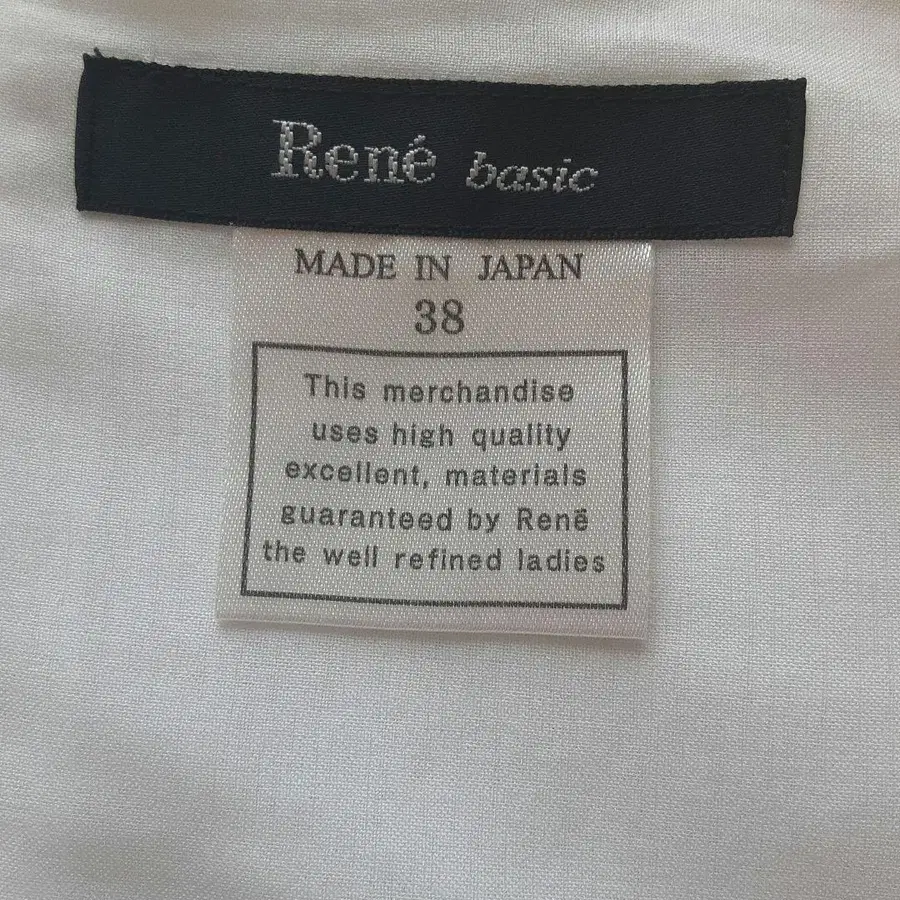 René basic
MADE IN JAPAN
38
This merchandise
uses high quality
excellent, materials
guaranteed by Renē
the well refined ladies